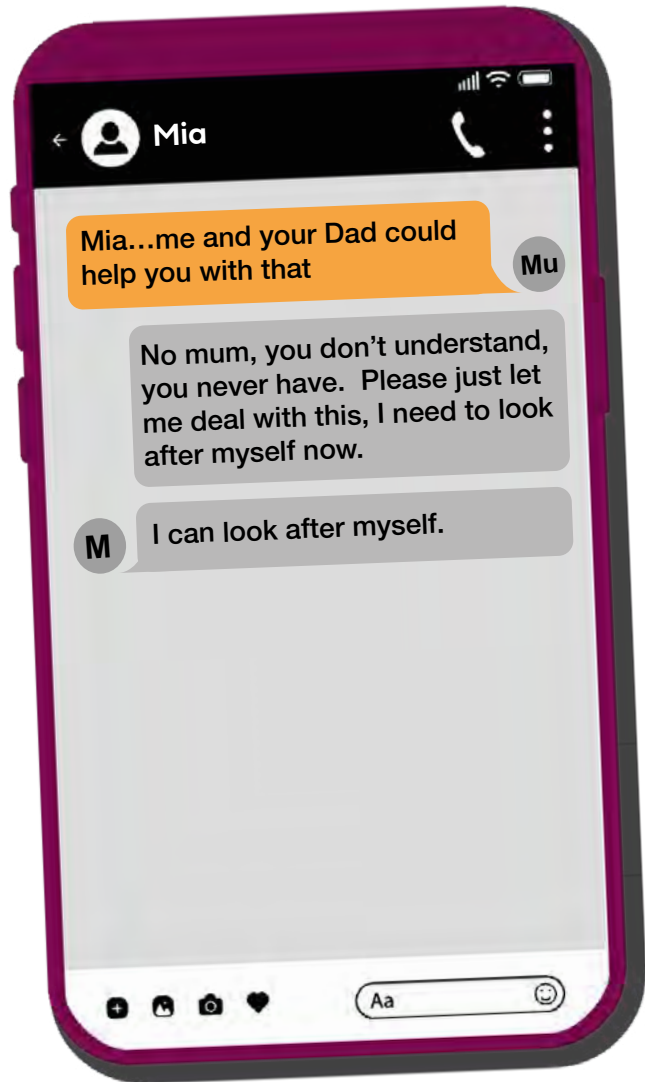 Mia
Mia…me and your Dad could
help you with that
Mu
No mum, you don’t understand,
you never have.  Please just let
me deal with this, I need to look
after myself now.
M
I can look after myself.
Aa